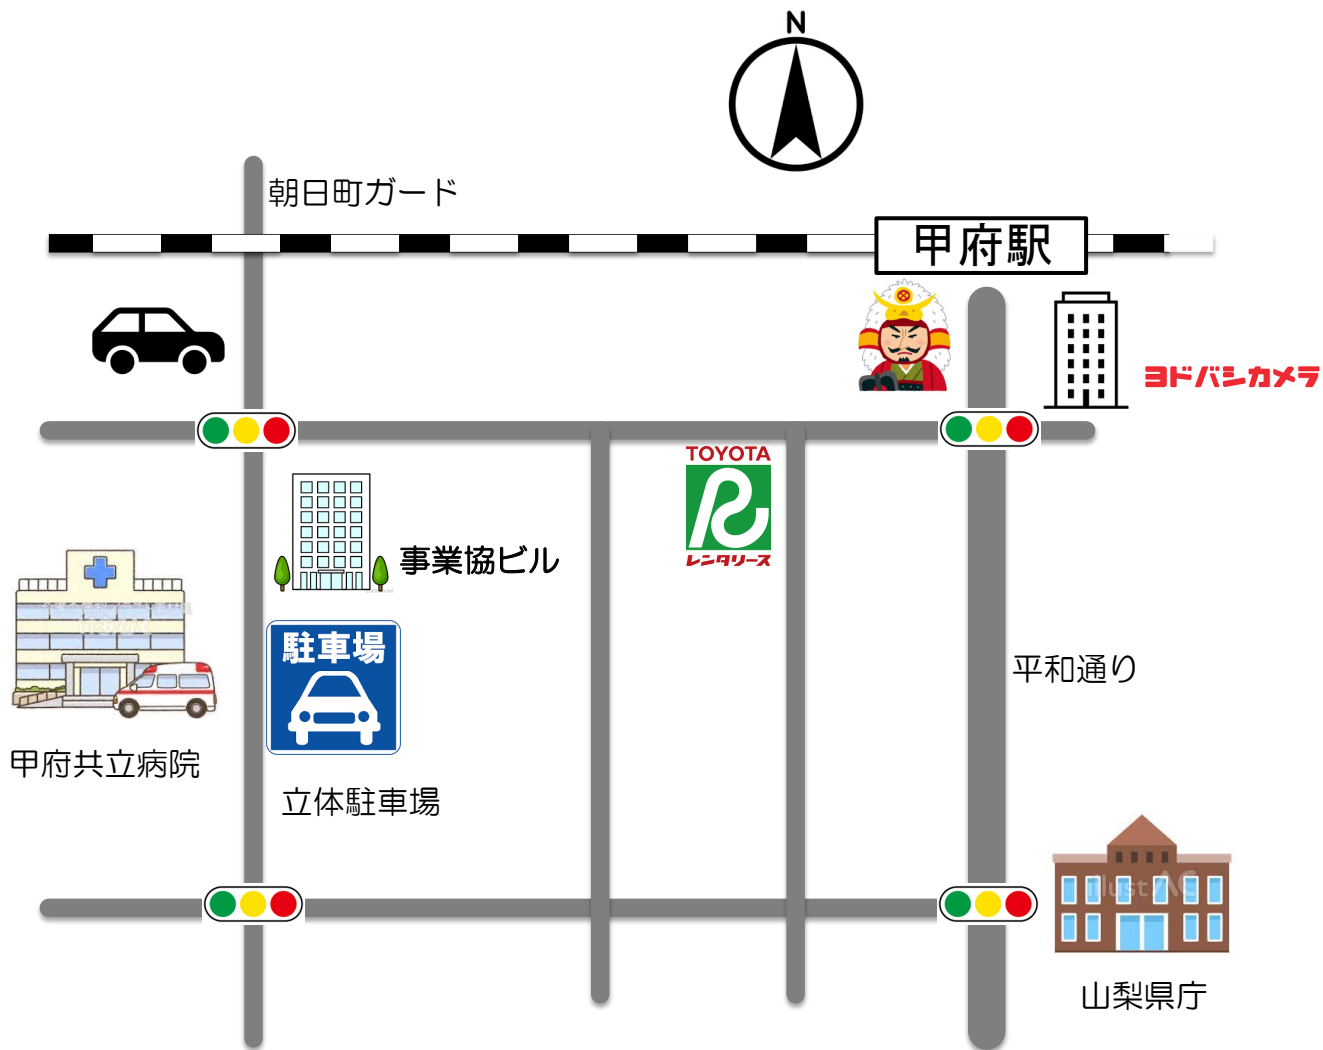 N
朝日町ガード
甲府駅
ヨドバシカメラ
TOYOTA
レンタリース
事業協ビル
駐車場
平和通り
甲府共立病院
立体駐車場
illust AC
山梨県庁